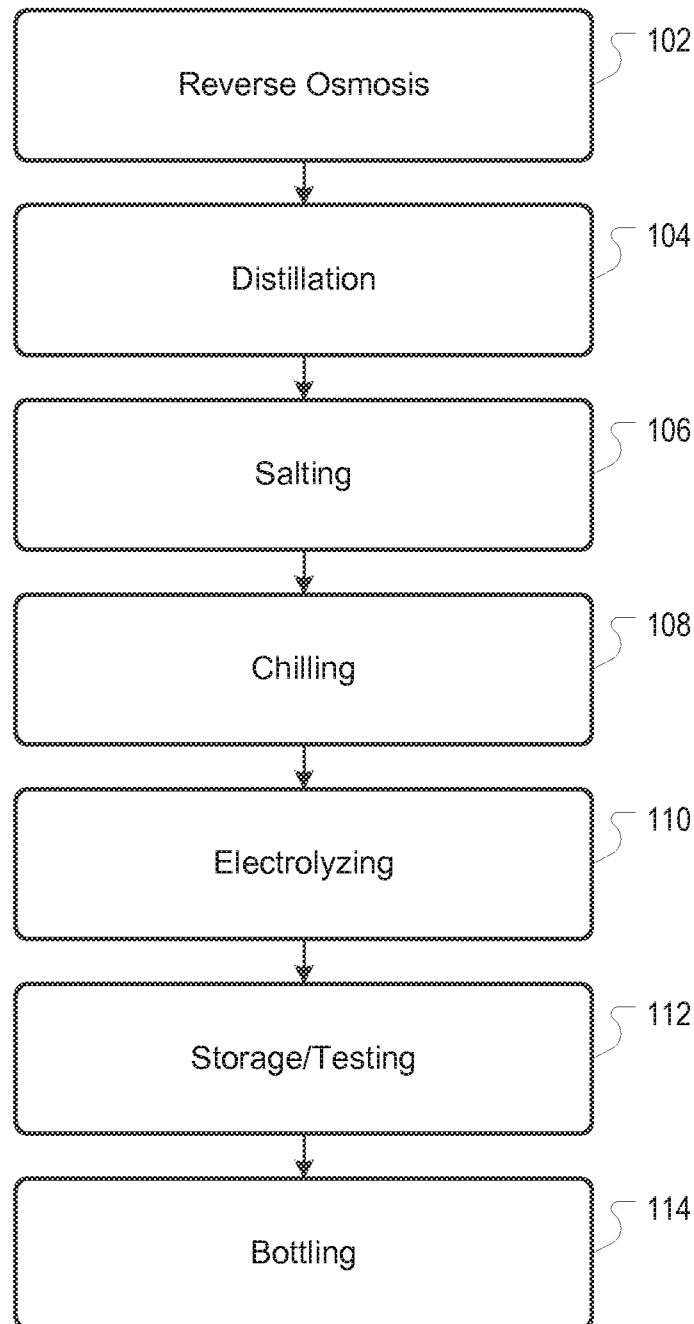 Reverse Osmosis
102
Distillation
104
Salting
106
Chilling
108
Electrolyzing
110
Storage/Testing
112
Bottling
114